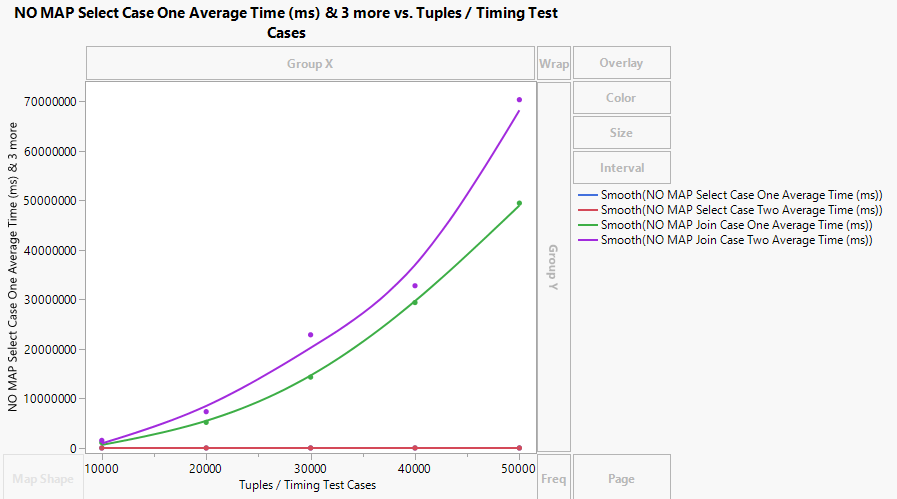 NO MAP Select Case One Average Time (ms) & 3 more vs. Tuples / Timing Test
Cases
Group X
Wrap
Overlay
Color
Size
Interval
Smooth(NO MAP Select Case One Average Time (ms))
Smooth(NO MAP Select Case Two Average Time (ms))
Smooth(NO MAP Join Case One Average Time (ms))
Smooth(NO MAP Join Case Two Average Time (ms))
Group Y
NO MAP Select Case One Average Time (ms) & 3 more
70000000
60000000
50000000
40000000
30000000
20000000
10000000
0
10000
20000
30000
40000
50000
Tuples / Timing Test Cases
Map Shape
Freq
Page